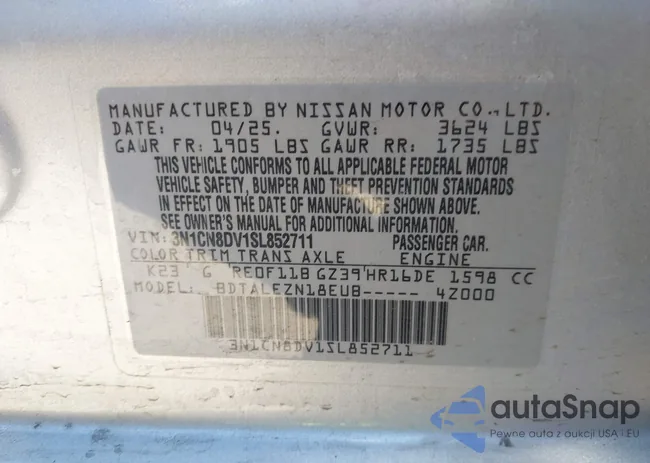 MANUFACTURED BY NISSAN MOTOR CO., LTD.
DATE: 04/25. GVWR: 3624 LBS
GAWR FR: 1905 LBS GAWR RR: 1735 LBS
THIS VEHICLE CONFORMS TO ALL APPLICABLE FEDERAL MOTOR
VEHICLE SAFETY, BUMPER AND THEFT PREVENTION STANDARDS
IN EFFECT ON THE DATE OF MANUFACTURE SHOWN ABOVE.
SEE OWNER'S MANUAL FOR ADDITIONAL INFORMATION.
VIN: 3N1CN8DV1SL852711 PASSENGER CAR.
COLOR TRIM TRANS AXLE ENGINE
K23 G RE0F11B GZ39 HR16DE 1598 CC
MODEL: BDTALEZN18EUB----- 4Z000
3N1CN8DV1SL852711
autaSnap
Pewne auta z aukcji USA i EU